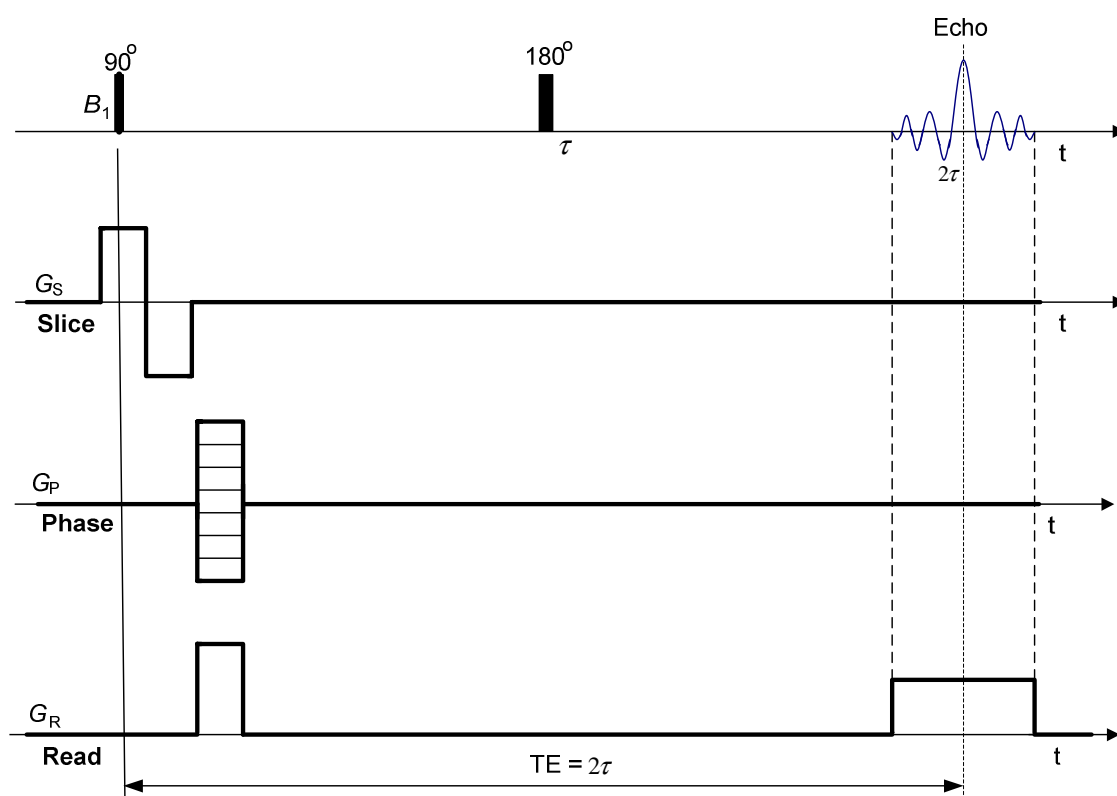 Echo
90°
180°
B1
τ
t
2τ
GS
Slice
t
GP
Phase
t
GR
Read
t
TE = 2τ